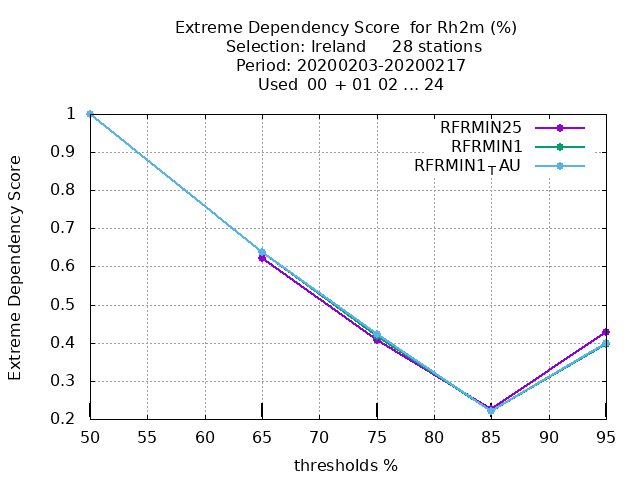 Extreme Dependency Score  for Rh2m (%)
Selection: Ireland     28 stations
Period: 20200203-20200217
Used  00  + 01 02 ... 24
RFRMIN25
RFRMIN1
RFRMIN1TAU
Extreme Dependency Score
1
0.9
0.8
0.7
0.6
0.5
0.4
0.3
0.2
50 55 60 65 70 75 80 85 90 95
thresholds %